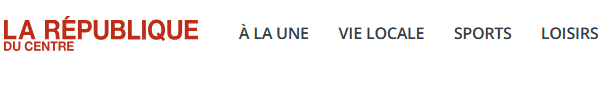 LA RÉPUBLIQUE
DU CENTRE
À LA UNE VIE LOCALE SPORTS LOISIRS